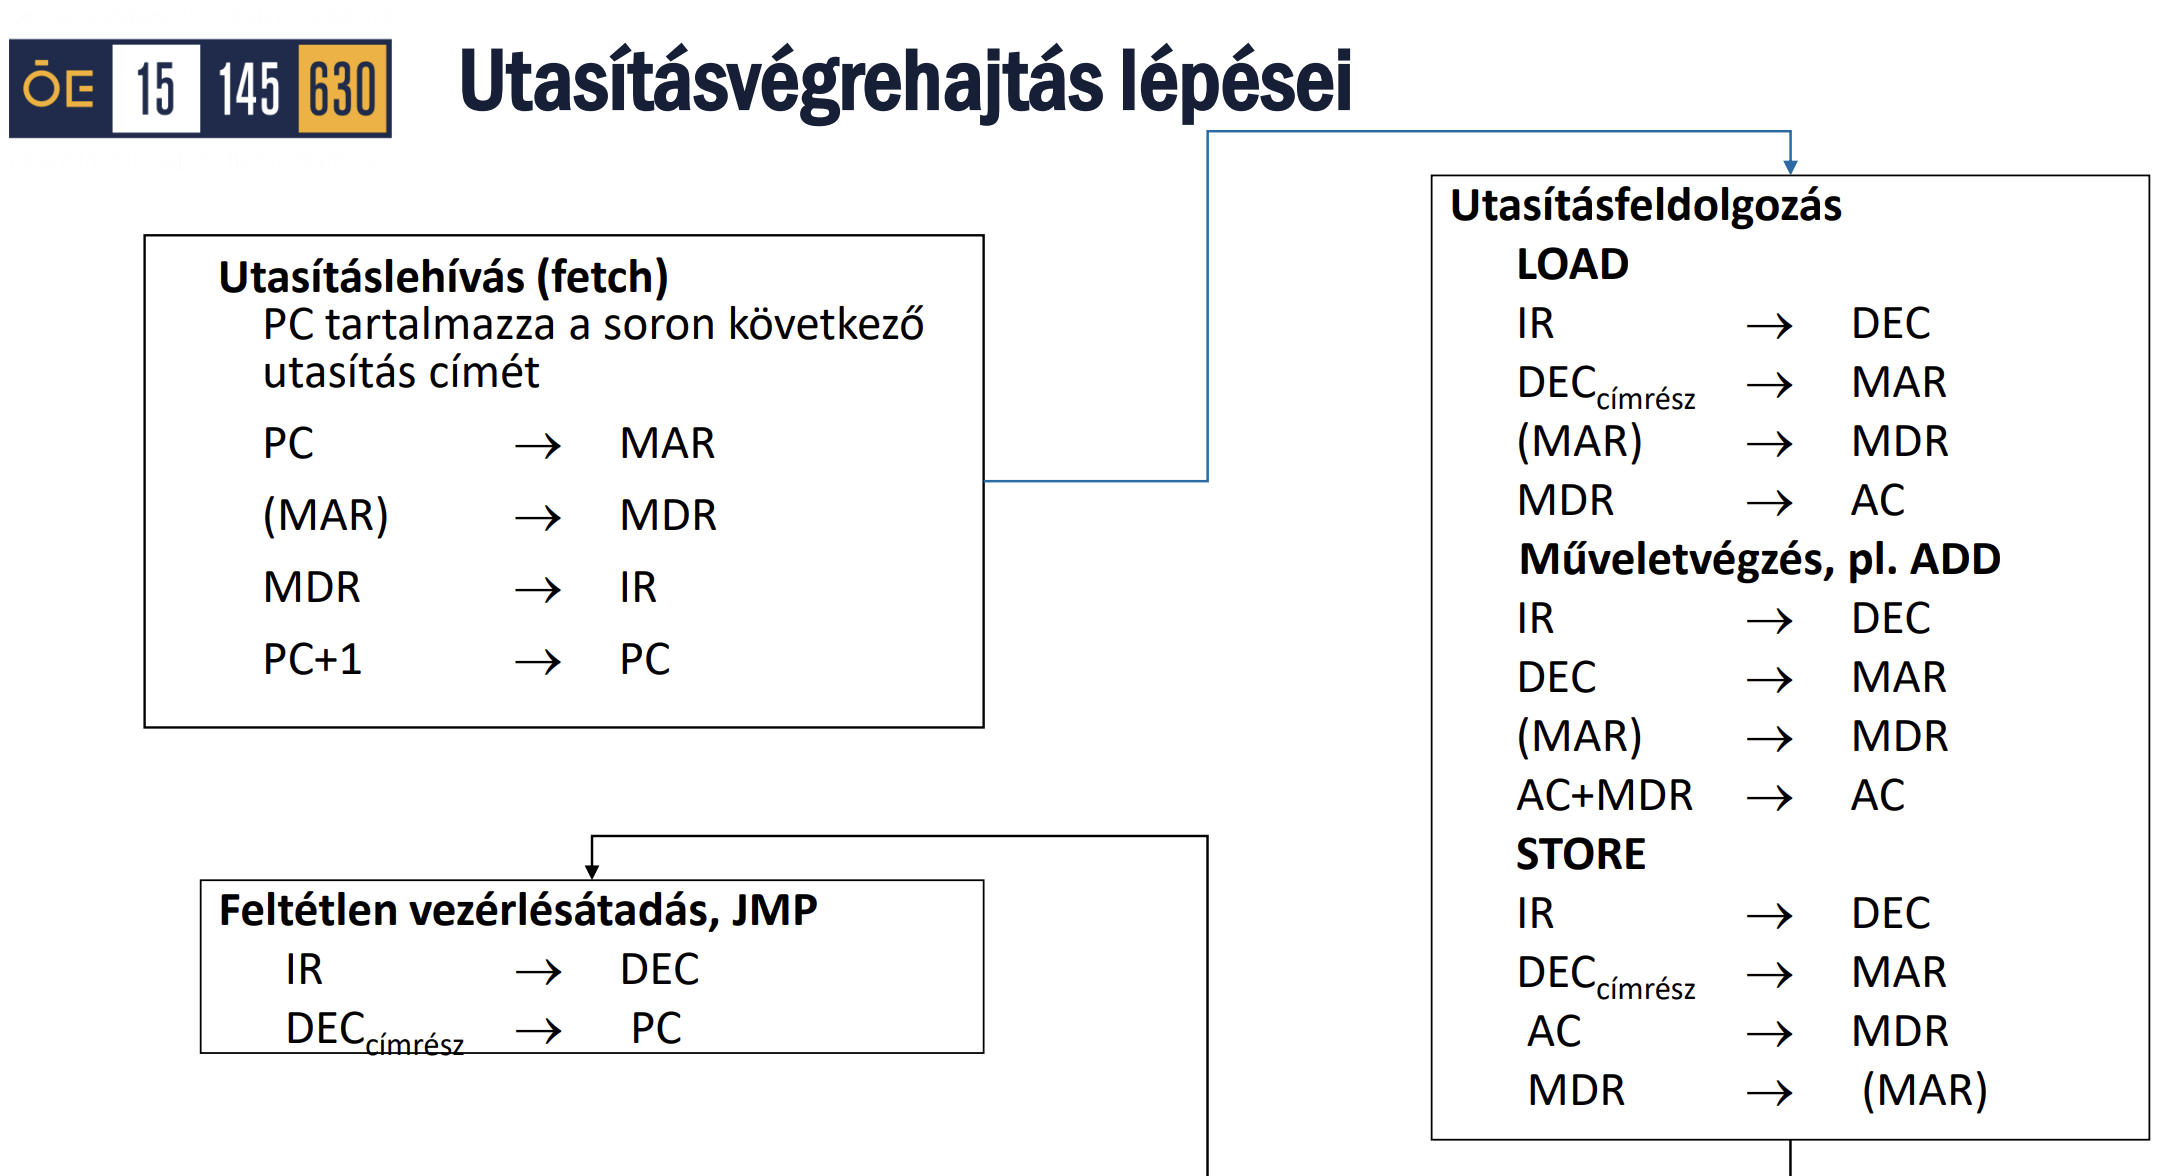 ŌE 15 145 630
Utasításvégrehajtás lépései
Utasításlehívás (fetch)
PC tartalmazza a soron következő
utasítás címét
PC → MAR
(MAR) → MDR
MDR → IR
PC+1 → PC
Feltétlen vezérlésátadás, JMP
IR → DEC
DECcímrész → PC
Utasításfeldolgozás
LOAD
IR → DEC
DECcímrész → MAR
(MAR) → MDR
MDR → AC
Műveletvégzés, pl. ADD
IR → DEC
DEC → MAR
(MAR) → MDR
AC+MDR → AC
STORE
IR → DEC
DECcímrész → MAR
AC → MDR
MDR → (MAR)